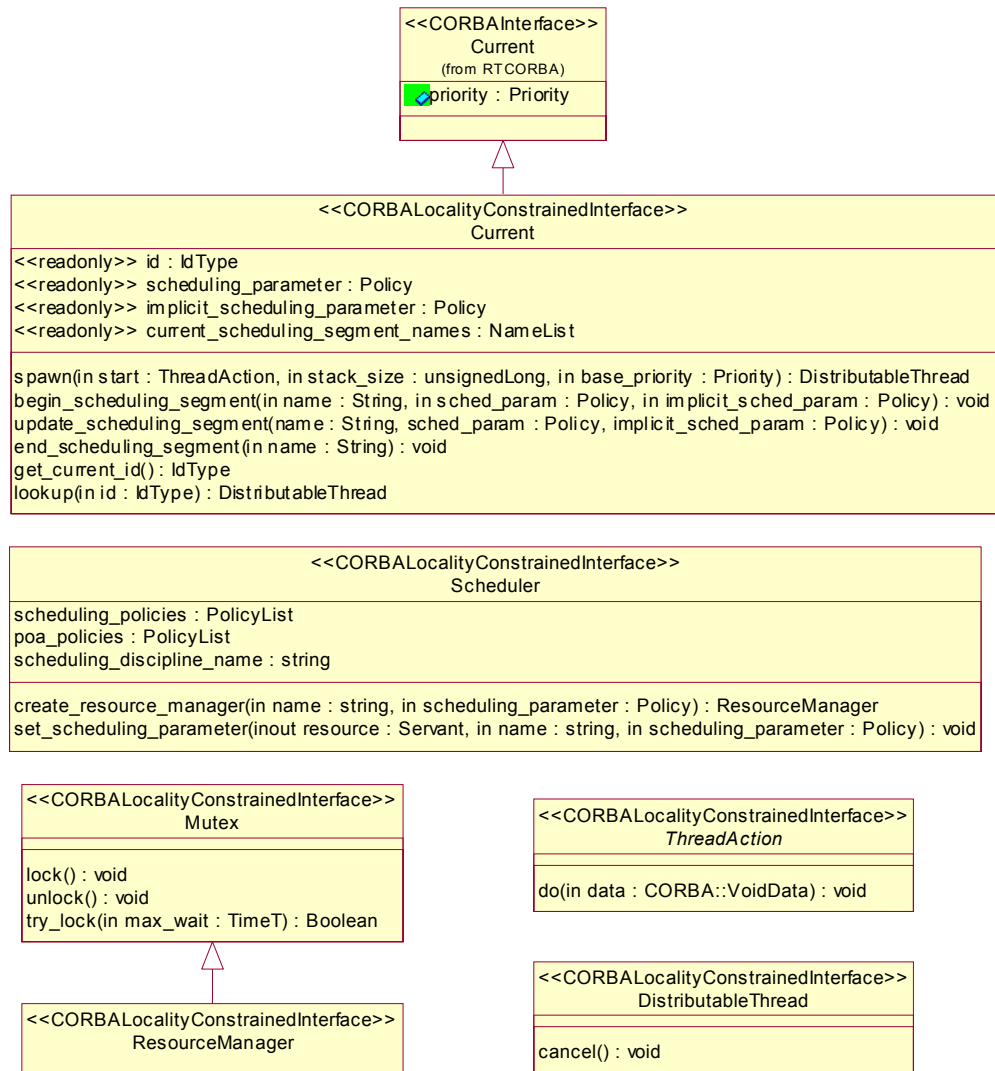 <<CORBAInterface>>
Current
(from RTCORBA)
priority : Priority
<<CORBALocalityConstrainedInterface>>
Current
<<readonly>> id : IdType
<<readonly>> scheduling_parameter : Policy
<<readonly>> implicit_scheduling_parameter : Policy
<<readonly>> current_scheduling_segment_names : NameList
spawn(in start : ThreadAction, in stack_size : unsignedLong, in base_priority : Priority) : DistributableThread
begin_scheduling_segment(in name : String, in sched_param : Policy, in implicit_sched_param : Policy) : void
update_scheduling_segment(name : String, sched_param : Policy, implicit_sched_param : Policy) : void
end_scheduling_segment(in name : String) : void
get_current_id() : IdType
lookup(in id : IdType) : DistributableThread
<<CORBALocalityConstrainedInterface>>
Scheduler
scheduling_policies : PolicyList
poa_policies : PolicyList
scheduling_discipline_name : string
create_resource_manager(in name : string, in scheduling_parameter : Policy) : ResourceManager
set_scheduling_parameter(inout resource : Servant, in name : string, in scheduling_parameter : Policy) : void
<<CORBALocalityConstrainedInterface>>
Mutex
lock() : void
unlock() : void
try_lock(in max_wait : TimeT) : Boolean
<<CORBALocalityConstrainedInterface>>
ThreadAction
do(in data : CORBA::VoidData) : void
<<CORBALocalityConstrainedInterface>>
ResourceManager
<<CORBALocalityConstrainedInterface>>
DistributableThread
cancel() : void